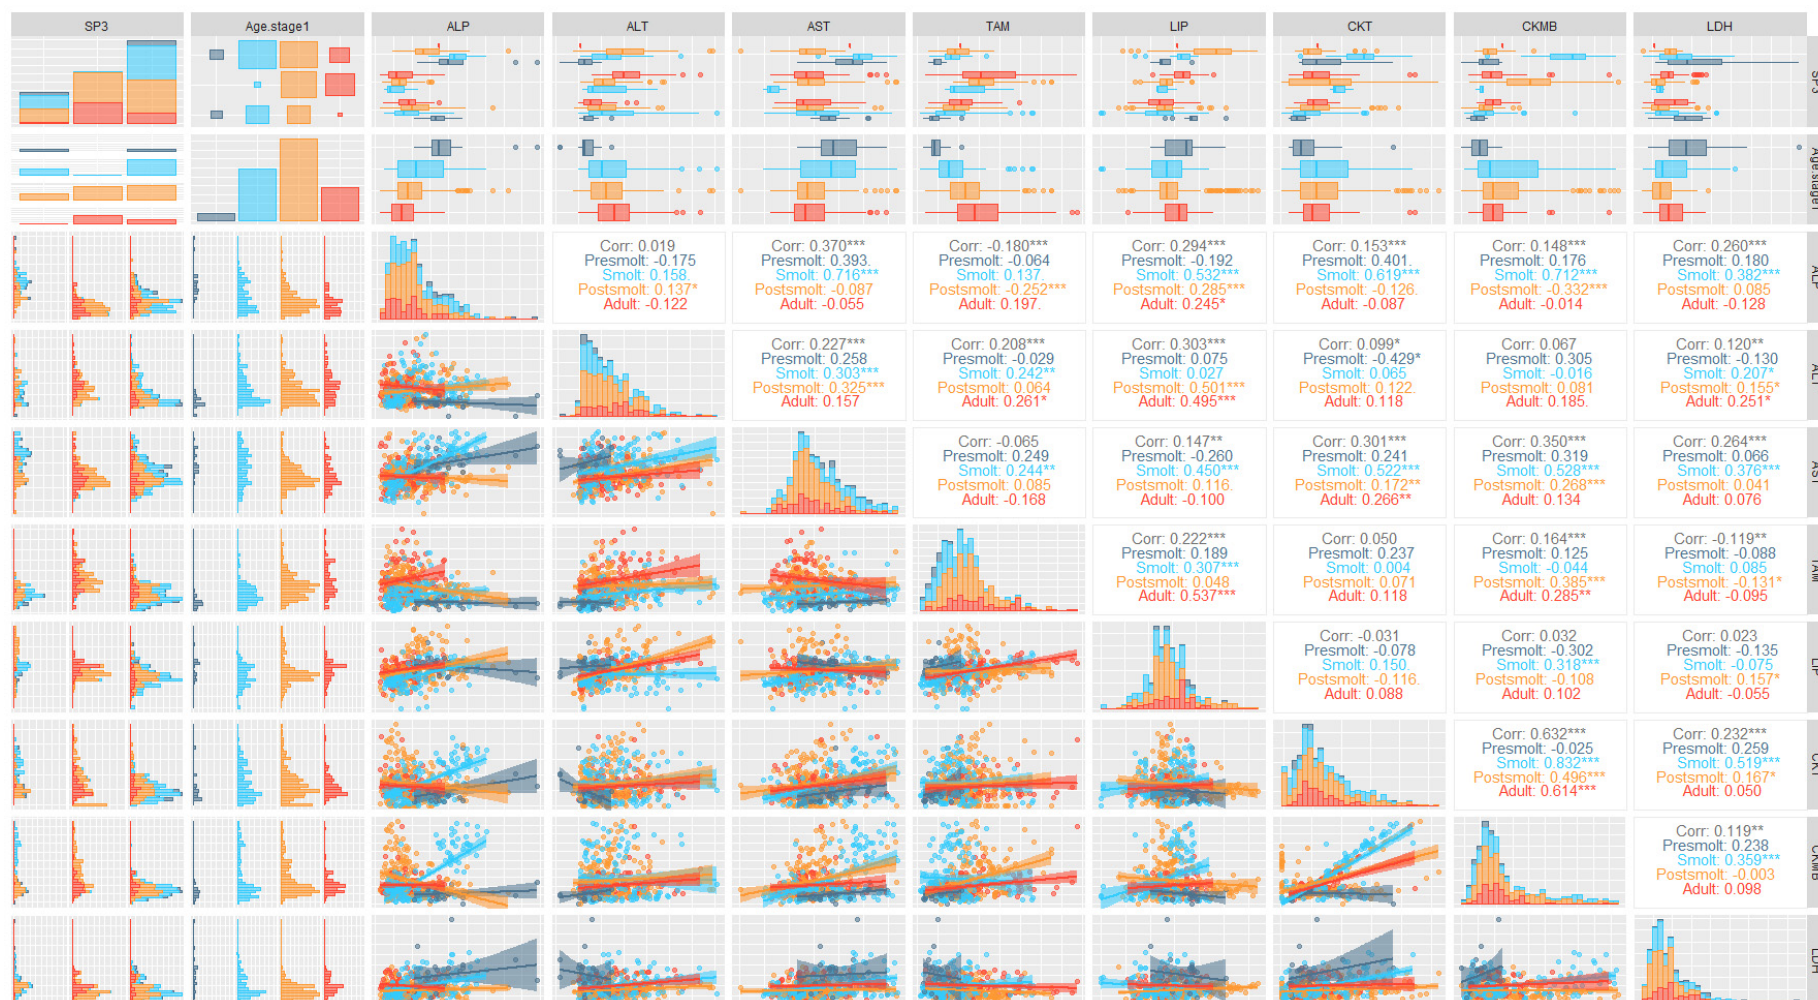 SP3 Age.stage1 ALP ALT AST TAM LIP CKT CKMB LDH
SP3
Age.stage1
Corr: 0.019 Corr: 0.370*** Corr: -0.180*** Corr: 0.294*** Corr: 0.153*** Corr: 0.148*** Corr: 0.260***
Presmolt: -0.175 Presmolt: 0.393. Presmolt: -0.064 Presmolt: -0.192 Presmolt: 0.401. Presmolt: 0.176 Presmolt: 0.180
Smolt: 0.158. Smolt: 0.716*** Smolt: 0.137. Smolt: 0.532*** Smolt: 0.619*** Smolt: 0.712*** Smolt: 0.382***
Postsmolt: 0.137* Postsmolt: -0.087 Postsmolt: -0.252*** Postsmolt: 0.285*** Postsmolt: -0.126. Postsmolt: -0.332*** Postsmolt: 0.085
Adult: -0.122 Adult: -0.055 Adult: 0.197. Adult: 0.245* Adult: -0.087 Adult: -0.014 Adult: -0.128
ALP
Corr: 0.227*** Corr: 0.208*** Corr: 0.303*** Corr: 0.099* Corr: 0.067 Corr: 0.120**
Presmolt: 0.258 Presmolt: -0.029 Presmolt: 0.075 Presmolt: -0.429* Presmolt: 0.305 Presmolt: -0.130
Smolt: 0.303*** Smolt: 0.242** Smolt: 0.027 Smolt: 0.065 Smolt: -0.016 Smolt: 0.207*
Postsmolt: 0.325*** Postsmolt: 0.064 Postsmolt: 0.501*** Postsmolt: 0.122. Postsmolt: 0.081 Postsmolt: 0.155*
Adult: 0.157 Adult: 0.261* Adult: 0.495*** Adult: 0.118 Adult: 0.185. Adult: 0.251*
ALT
Corr: -0.065 Corr: 0.147** Corr: 0.301*** Corr: 0.350*** Corr: 0.264***
Presmolt: 0.249 Presmolt: -0.260 Presmolt: 0.241 Presmolt: 0.319 Presmolt: 0.066
Smolt: 0.244** Smolt: 0.450*** Smolt: 0.522*** Smolt: 0.528*** Smolt: 0.376***
Postsmolt: 0.085 Postsmolt: 0.116. Postsmolt: 0.172** Postsmolt: 0.268*** Postsmolt: 0.041
Adult: -0.168 Adult: -0.100 Adult: 0.266** Adult: 0.134 Adult: 0.076
AST
Corr: 0.222*** Corr: 0.050 Corr: 0.164*** Corr: -0.119**
Presmolt: 0.189 Presmolt: 0.237 Presmolt: 0.125 Presmolt: -0.088
Smolt: 0.307*** Smolt: 0.004 Smolt: -0.044 Smolt: 0.085
Postsmolt: 0.048 Postsmolt: 0.071 Postsmolt: 0.385*** Postsmolt: -0.131*
Adult: 0.537*** Adult: 0.118 Adult: 0.285** Adult: -0.095
TAM
Corr: -0.031 Corr: 0.032 Corr: 0.023
Presmolt: -0.078 Presmolt: -0.302 Presmolt: -0.135
Smolt: 0.150. Smolt: 0.318*** Smolt: -0.075
Postsmolt: -0.116. Postsmolt: -0.108 Postsmolt: 0.157*
Adult: 0.088 Adult: 0.102 Adult: -0.055
LIP
Corr: 0.632*** Corr: 0.232***
Presmolt: -0.025 Presmolt: 0.259
Smolt: 0.832*** Smolt: 0.519***
Postsmolt: 0.496*** Postsmolt: 0.167*
Adult: 0.614*** Adult: 0.050
CKT
Corr: 0.119**
Presmolt: 0.238
Smolt: 0.359***
Postsmolt: -0.003
Adult: 0.098
CKMB
LDH